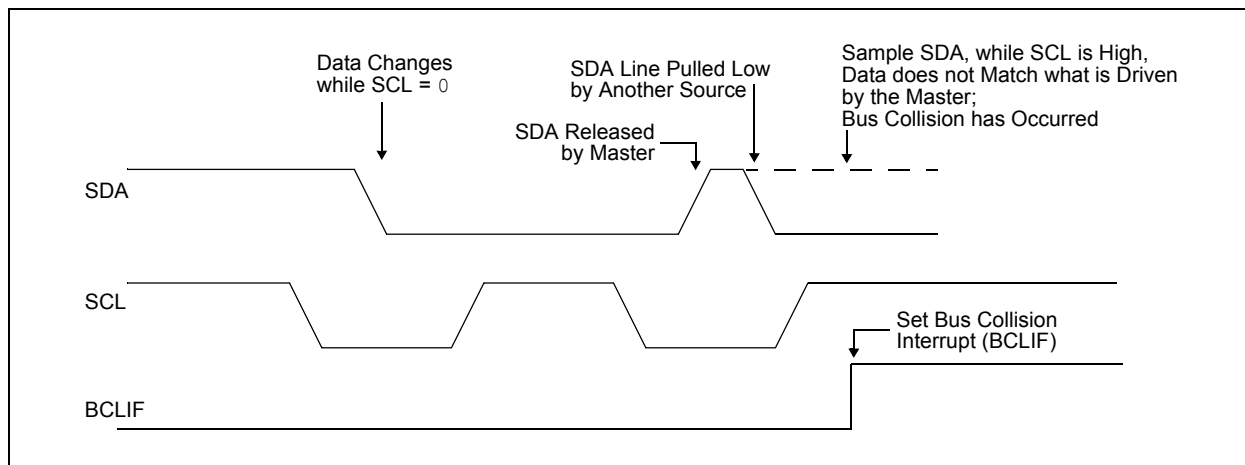 Data Changes
while SCL = 0
SDA Line Pulled Low
by Another Source
Sample SDA, while SCL is High,
Data does not Match what is Driven
by the Master;
Bus Collision has Occurred
SDA Released
by Master
SDA
SCL
Set Bus Collision
Interrupt (BCLIF)
BCLIF